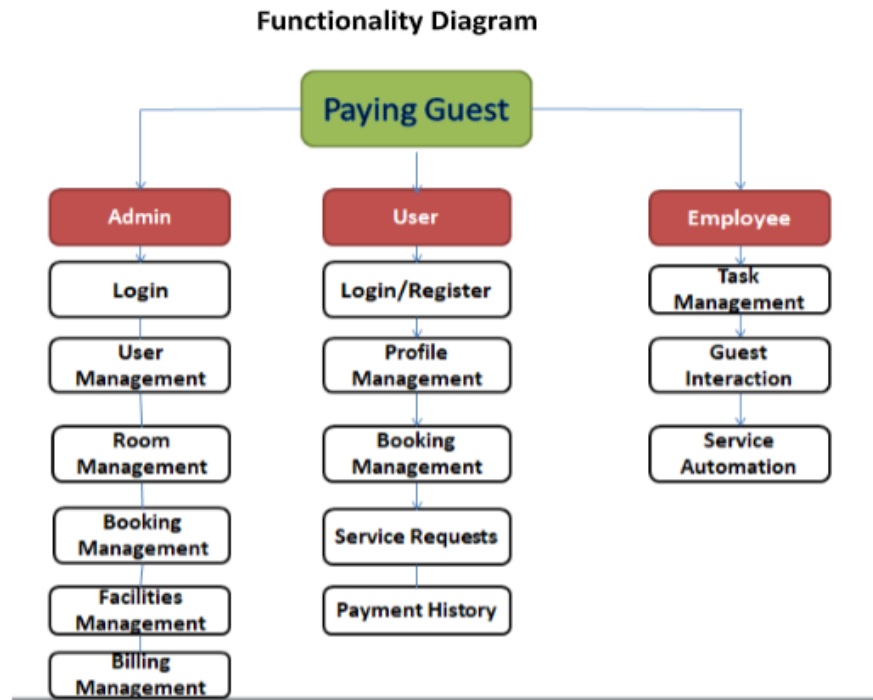 Functionality Diagram
Paying Guest
Admin
Login
User
Management
Room
Management
Booking
Management
Facilities
Management
Billing
Management
User
Login/Register
Profile
Management
Booking
Management
Service Requests
Payment History
Employee
Task
Management
Guest
Interaction
Service
Automation